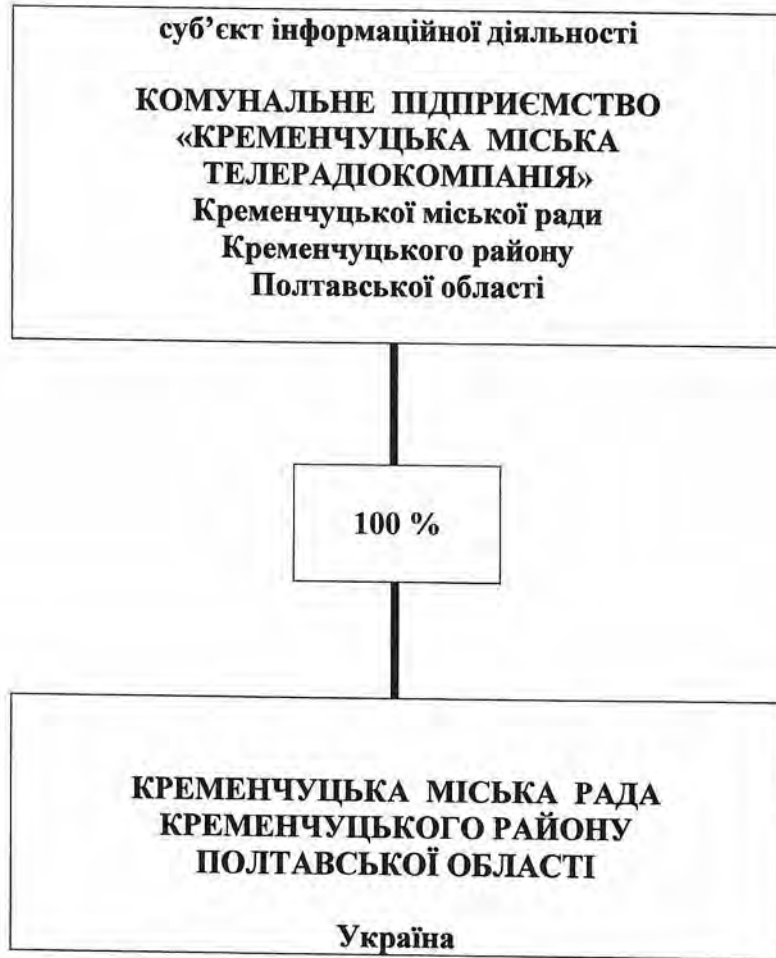 суб’єкт інформаційної діяльності
КОМУНАЛЬНЕ ПІДПРИЄМСТВО
«КРЕМЕНЧУЦЬКА МІСЬКА
ТЕЛЕРАДІОКОМПАНІЯ»
Кременчуцької міської ради
Кременчуцького району
Полтавської області
100 %
КРЕМЕНЧУЦЬКА МІСЬКА РАДА
КРЕМЕНЧУЦЬКОГО РАЙОНУ
ПОЛТАВСЬКОЇ ОБЛАСТІ
Україна